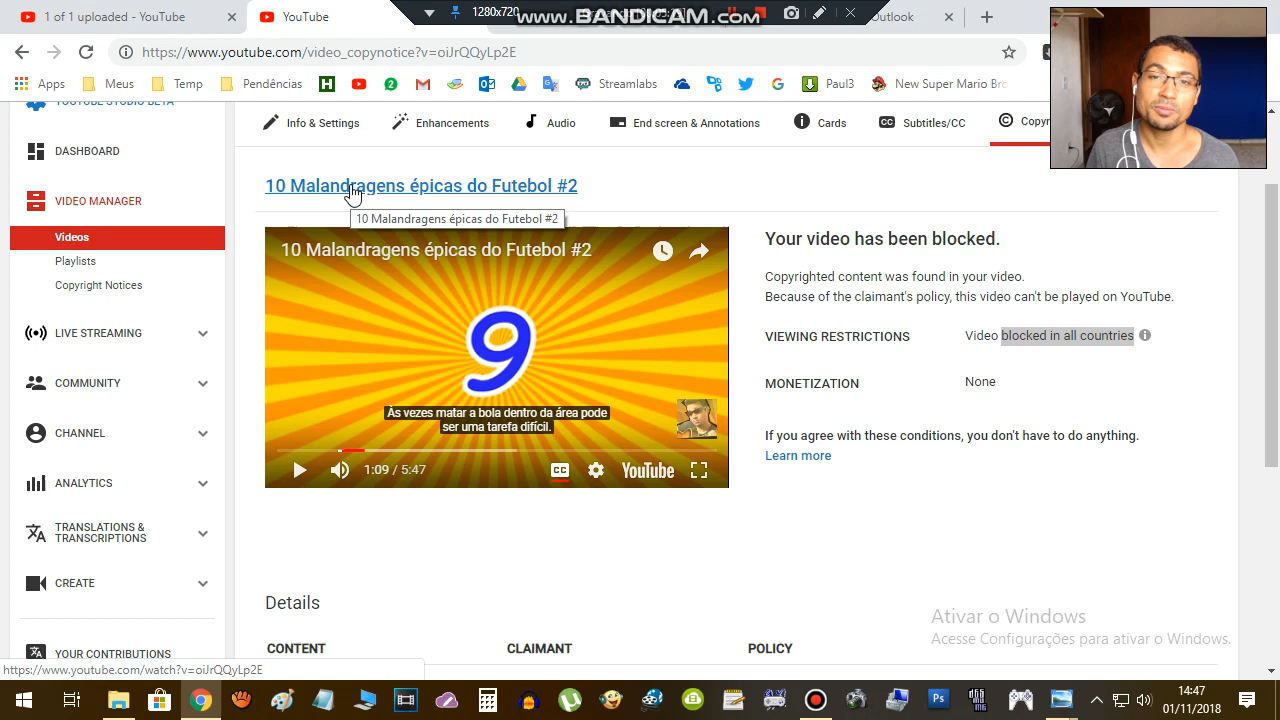 1 of 1 uploaded - YouTube
YouTube
1280x720
www.BANDICAM.com
Outlook
https://www.youtube.com/video_copynotice?v=oiJrQQyLp2E
Apps
Meus
Temp
Pendências
Streamlabs
Paul3
New Super Mario Bro
YOUTUBE STUDIO BETA
Info & Settings
Enhancements
Audio
End screen & Annotations
Cards
CC Subtitles/CC
DASHBOARD
VIDEO MANAGER
Videos
Playlists
Copyright Notices
LIVE STREAMING
COMMUNITY
CHANNEL
ANALYTICS
TRANSLATIONS &
TRANSCRIPTIONS
CREATE
YOUR CONTRIBUTIONS
10 Malandragens épicas do Futebol #2
10 Malandragens épicas do Futebol #2
10 Malandragens épicas do Futebol #2
9
Às vezes matar a bola dentro da área pode
ser uma tarefa difícil.
1:09 / 5:47
CC
YouTube
Your video has been blocked.
Copyrighted content was found in your video.
Because of the claimant's policy, this video can't be played on YouTube.
VIEWING RESTRICTIONS
Video blocked in all countries
MONETIZATION
None
If you agree with these conditions, you don't have to do anything.
Learn more
Details
CONTENT
CLAIMANT
POLICY
Ativar o Windows
Acesse Configurações para ativar o Windows.
https://www.youtube.com/watch?v=oiJrQQyLp2E
Ps
14:47
01/11/2018